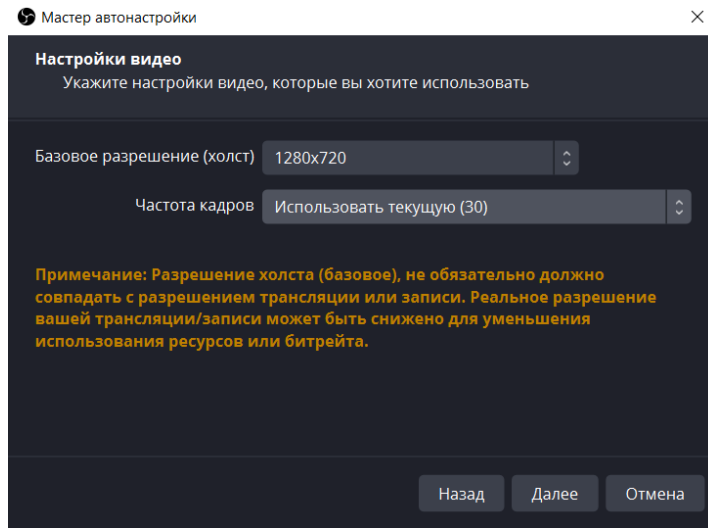 Мастер автонастройки
Настройки видео
Укажите настройки видео, которые вы хотите использовать
Базовое разрешение (холст) 1280x720
Частота кадров Использовать текущую (30)
Примечание: Разрешение холста (базовое), не обязательно должно
совпадать с разрешением трансляции или записи. Реальное разрешение
вашей трансляции/записи может быть снижено для уменьшения
использования ресурсов или битрейта.
Назад Далее Отмена